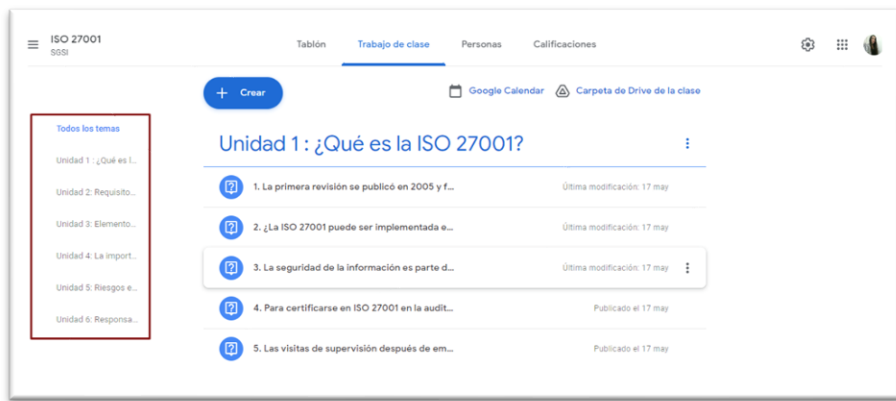 ISO 27001
SGSI
Tablón Trabajo de clase Personas Calificaciones
Crear
Google Calendar Carpeta de Drive de la clase
Todos los temas
Unidad 1 : ¿Qué es l...
Unidad 2: Requisito...
Unidad 3: Elemento...
Unidad 4: La import...
Unidad 5: Riesgos e...
Unidad 6: Responsa...
Unidad 1 : ¿Qué es la ISO 27001?
1. La primera revisión se publicó en 2005 y f... Última modificación: 17 may
2. ¿La ISO 27001 puede ser implementada e... Última modificación: 17 may
3. La seguridad de la información es parte d... Última modificación: 17 may
4. Para certificarse en ISO 27001 en la audit... Publicado el 17 may
5. Las visitas de supervisión después de em... Publicado el 17 may